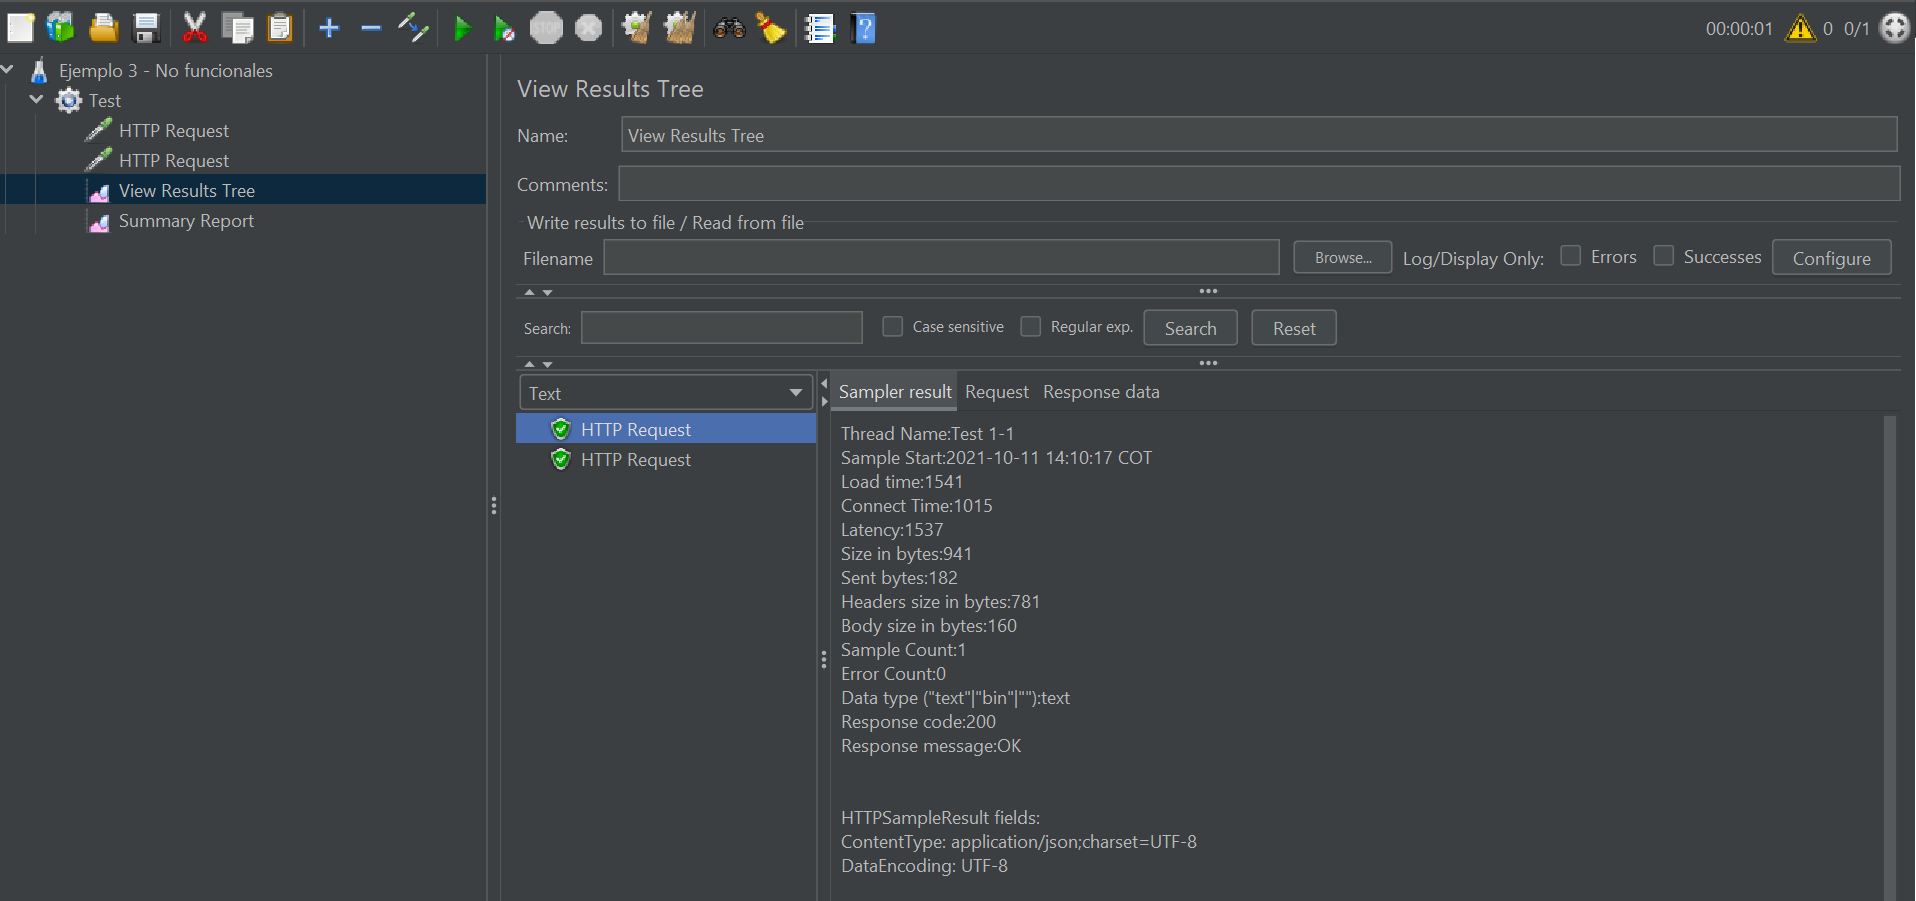 STOP
00:00:01 0 0/1
Ejemplo 3 - No funcionales
Test
HTTP Request
HTTP Request
View Results Tree
Summary Report
View Results Tree
Name: View Results Tree
Comments:
Write results to file / Read from file
Filename Browse... Log/Display Only: Errors Successes Configure
Search: Case sensitive Regular exp. Search Reset
Text
HTTP Request
HTTP Request
Sampler result Request Response data
Thread Name:Test 1-1
Sample Start:2021-10-11 14:10:17 COT
Load time:1541
Connect Time:1015
Latency:1537
Size in bytes:941
Sent bytes:182
Headers size in bytes:781
Body size in bytes:160
Sample Count:1
Error Count:0
Data type ("text"|"bin"|""):text
Response code:200
Response message:OK
HTTPSampleResult fields:
ContentType: application/json;charset=UTF-8
DataEncoding: UTF-8